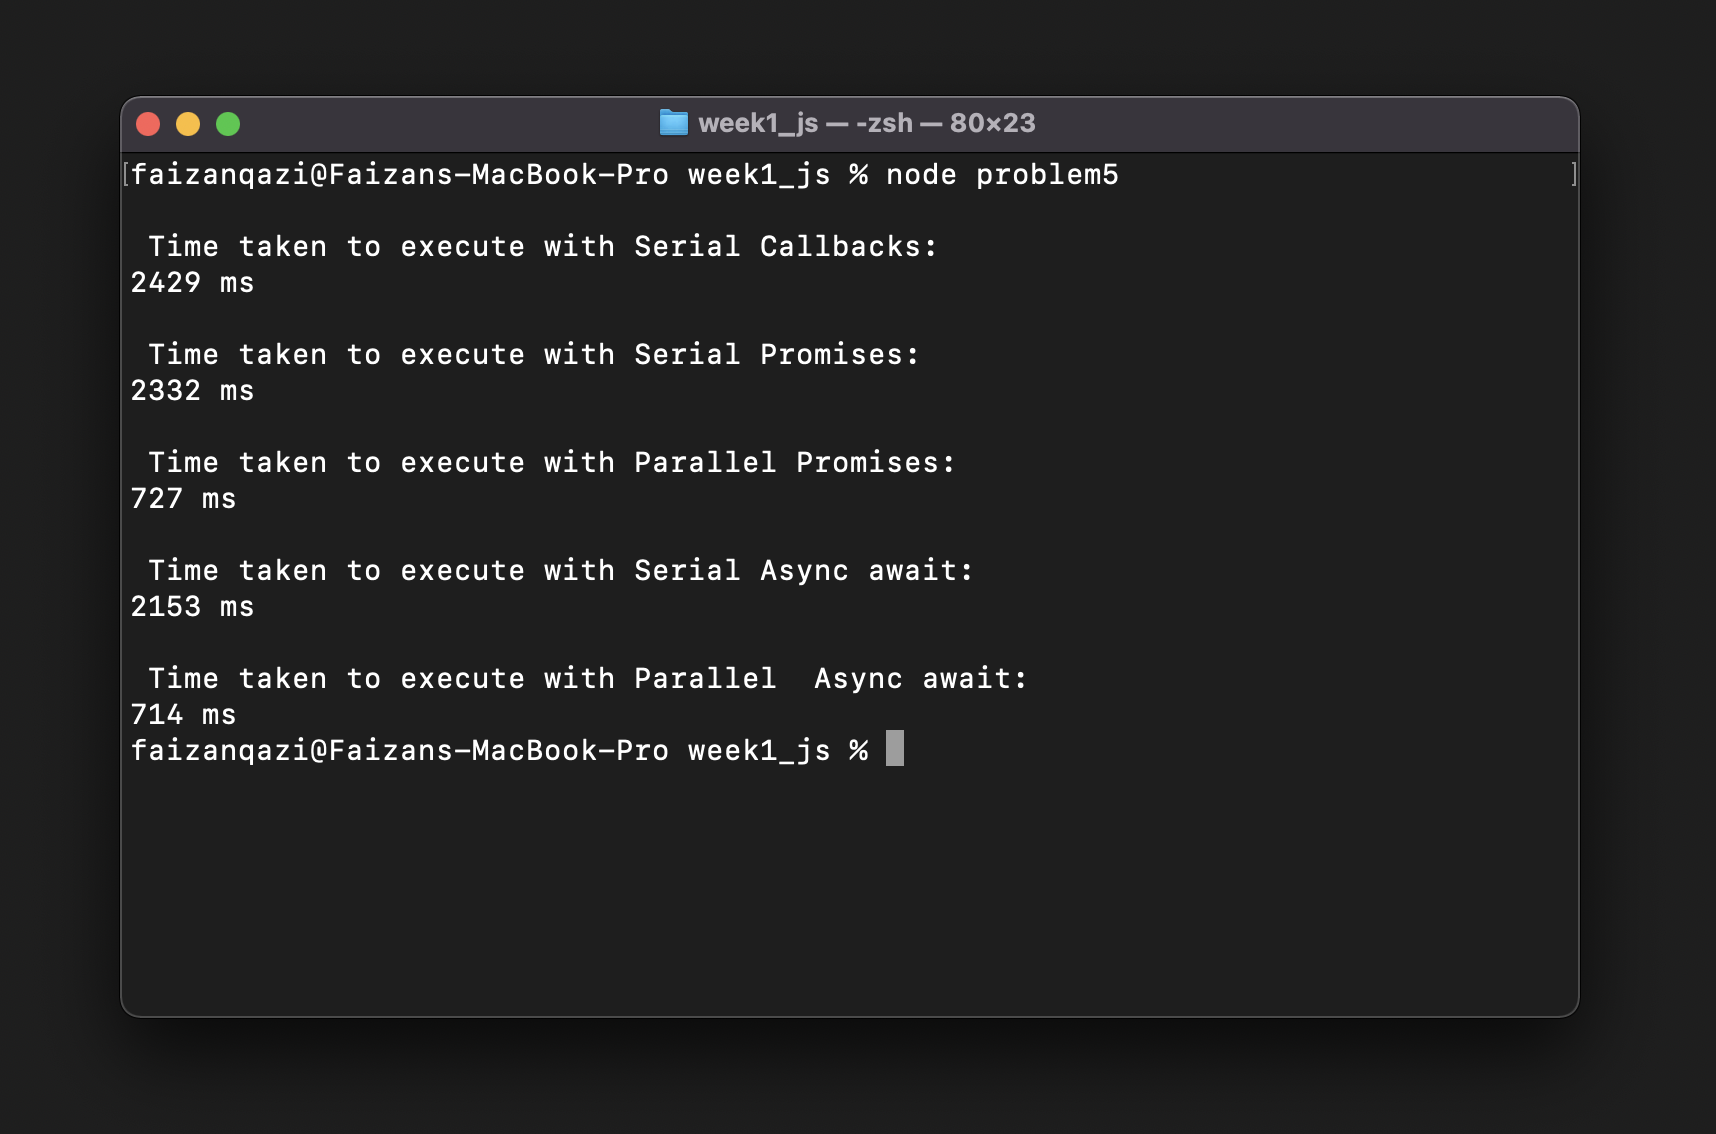 week1_js — -zsh — 80×23
[faizanqazi@Faizans-MacBook-Pro week1_js % node problem5 ]
Time taken to execute with Serial Callbacks:
2429 ms
Time taken to execute with Serial Promises:
2332 ms
Time taken to execute with Parallel Promises:
727 ms
Time taken to execute with Serial Async await:
2153 ms
Time taken to execute with Parallel  Async await:
714 ms
faizanqazi@Faizans-MacBook-Pro week1_js %